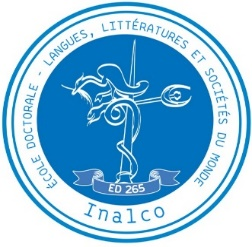 ÉCOLE DOCTORALE - LANGUES, LITTÉRATURES ET SOCIÉTÉS DU MONDE
ED 265
Inalco